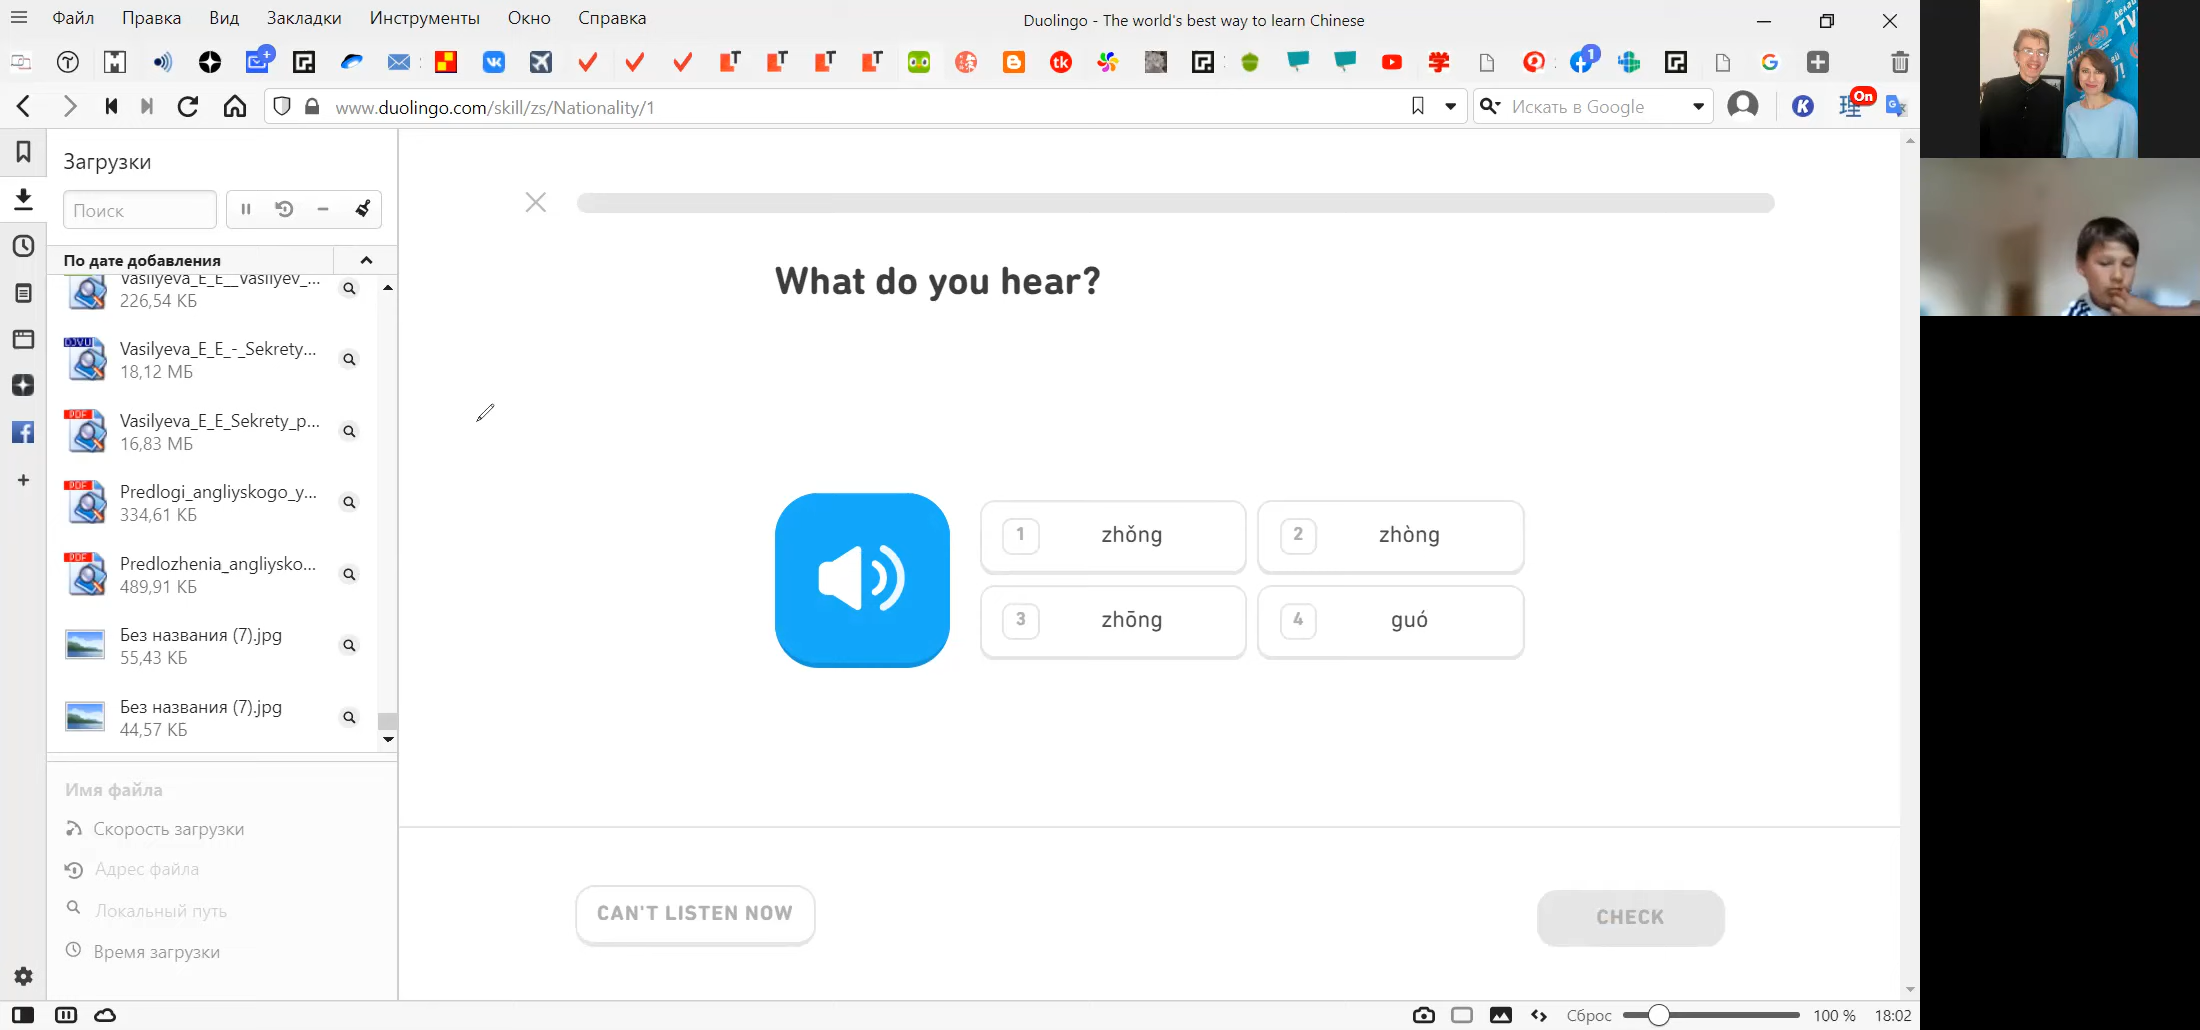 Файл Правка Вид Закладки Инструменты Окно Справка
Duolingo - The world's best way to learn Chinese
www.duolingo.com/skill/zs/Nationality/1
Искать в Google
On
Загрузки
Поиск
По дате добавления
Vasilyeva_E_E__Vasilyev_...
226,54 КБ
Vasilyeva_E_E_-_Sekrety...
18,12 МБ
Vasilyeva_E_E_Sekrety_p...
16,83 МБ
Predlogi_angliyskogo_y...
334,61 КБ
Predlozhenia_angliysko...
489,91 КБ
Без названия (7).jpg
55,43 КБ
Без названия (7).jpg
44,57 КБ
Имя файла
Скорость загрузки
Адрес файла
Локальный путь
Время загрузки
What do you hear?
1 zhǒng
2 zhòng
3 zhōng
4 guó
CAN'T LISTEN NOW
CHECK
Сброс 100 % 18:02